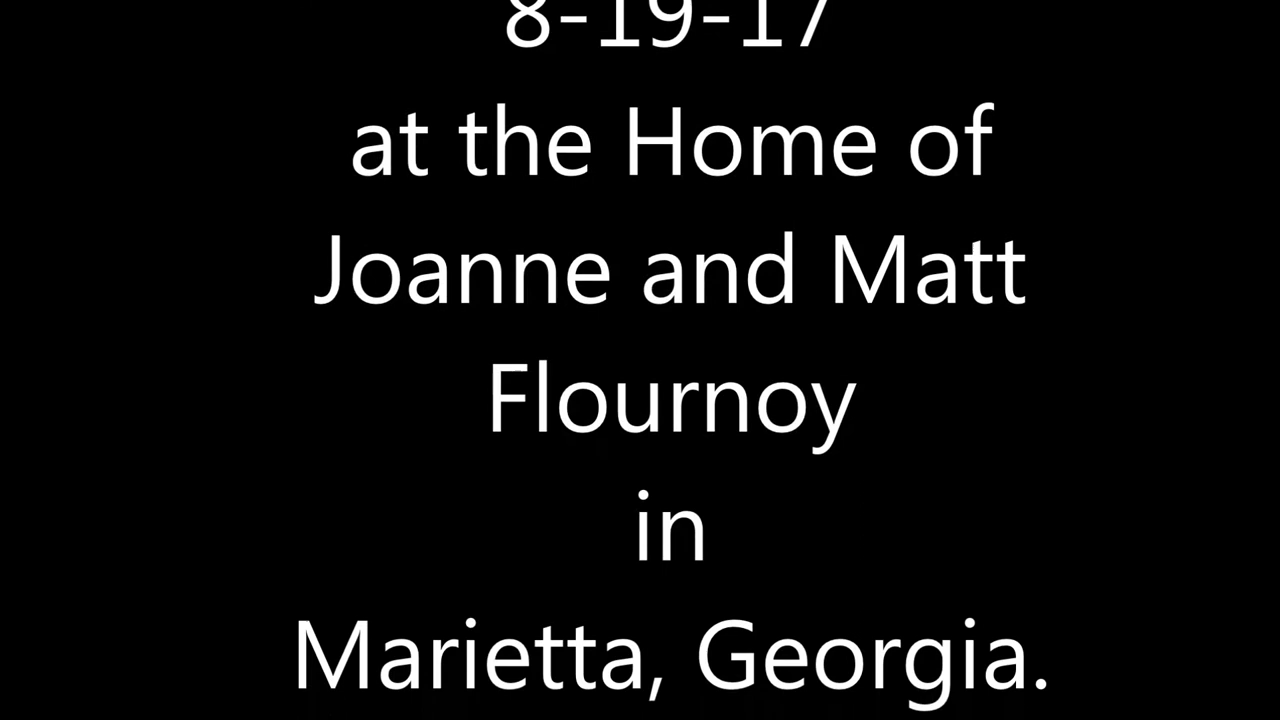 8-19-17
at the Home of
Joanne and Matt
Flournoy
in
Marietta, Georgia.